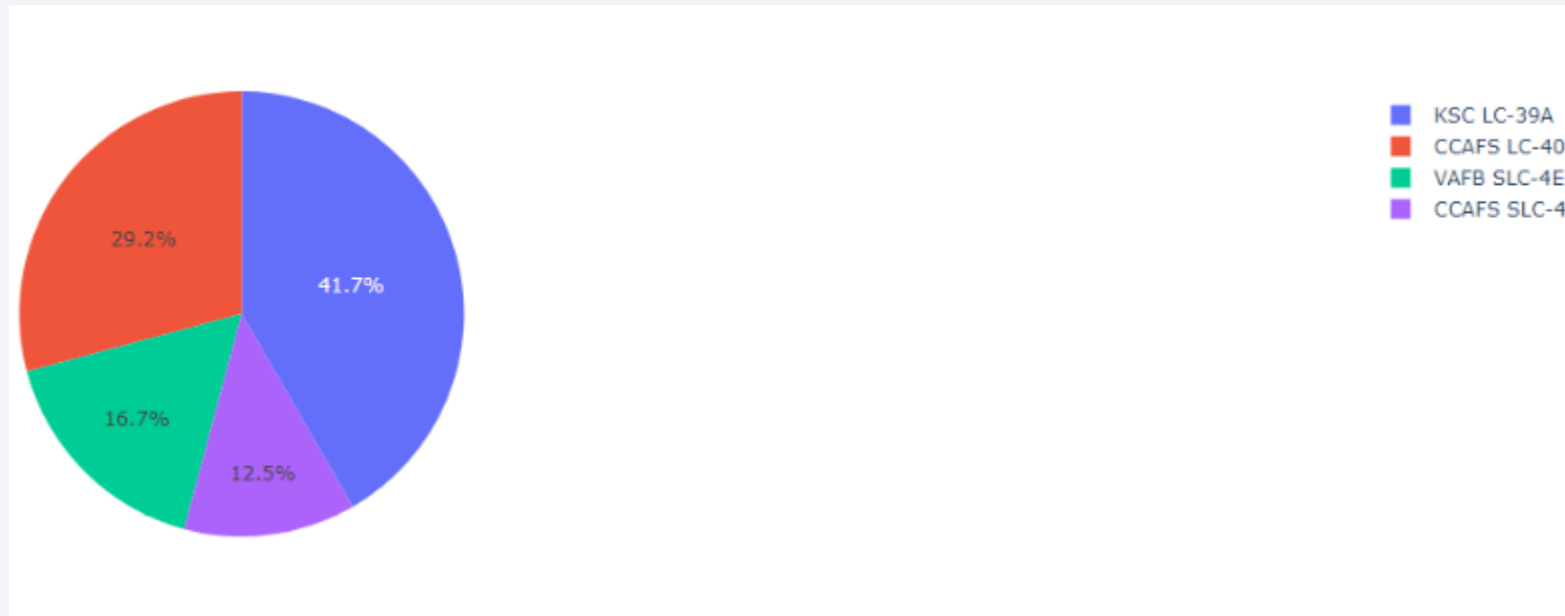 29.2%
41.7%
16.7%
12.5%
KSC LC-39A
CCAFS LC-40
VAFB SLC-4E
CCAFS SLC-4